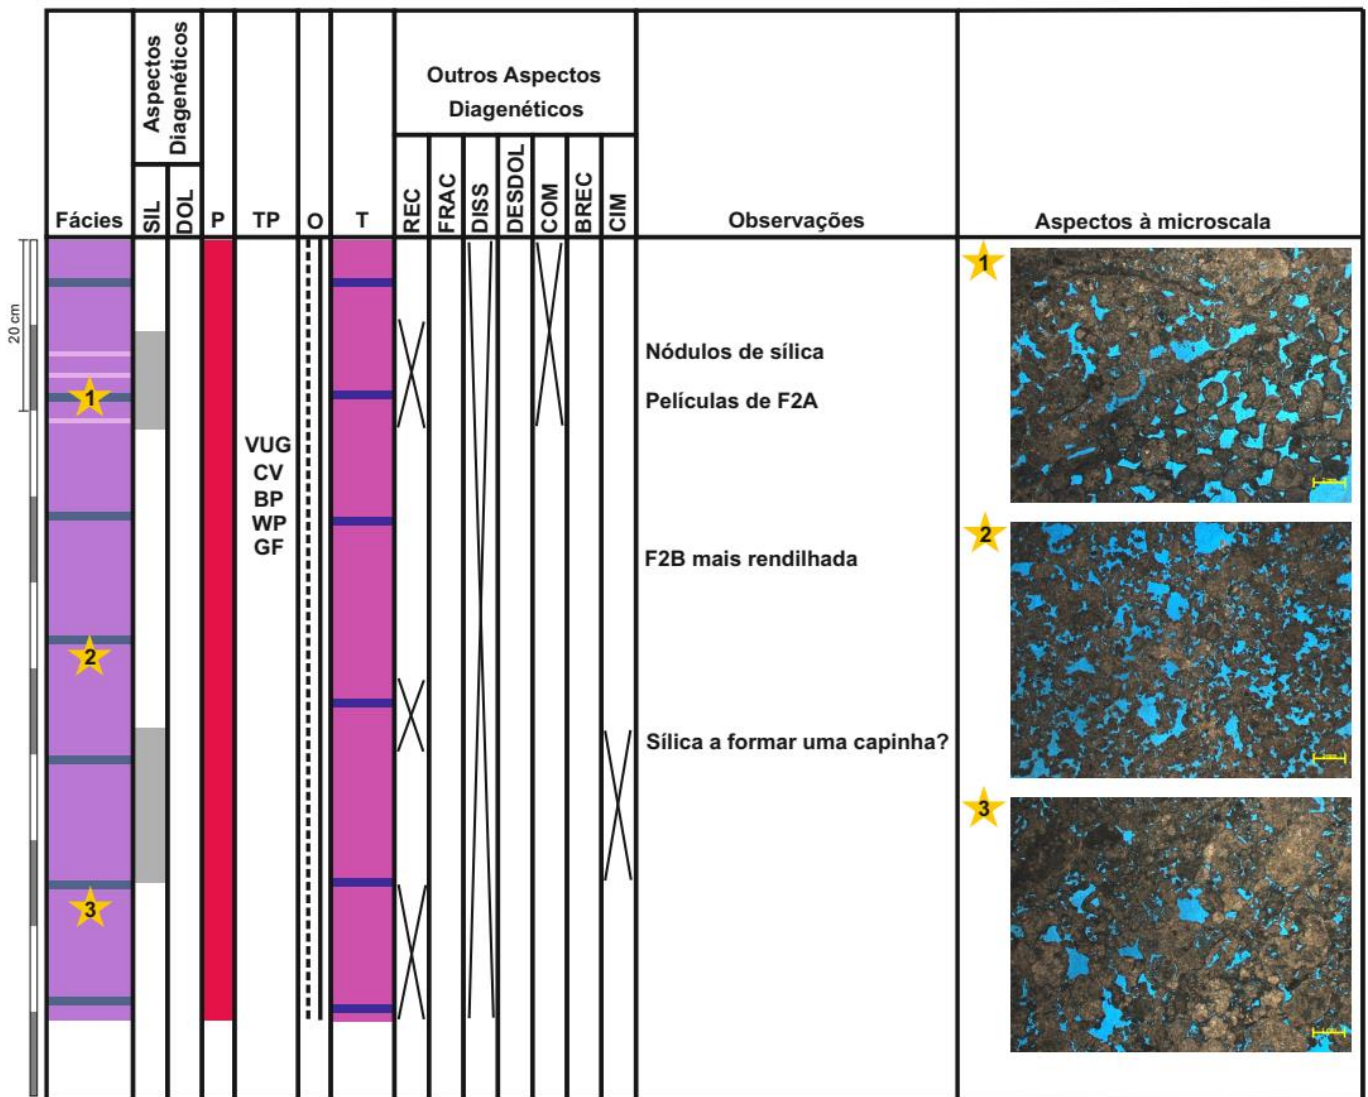 Aspectos
Diagenéticos
Outros Aspectos
Diagenéticos
Fácies
SIL
DOL
P
TP
O
T
REC
FRAC
DISS
DESDOL
COM
BREC
CIM
Observações
Aspectos à microscala
20 cm
1
2
3
VUG
CV
BP
WP
GF
Nódulos de sílica
Películas de F2A
F2B mais rendilhada
Sílica a formar uma capinha?
1
2
3